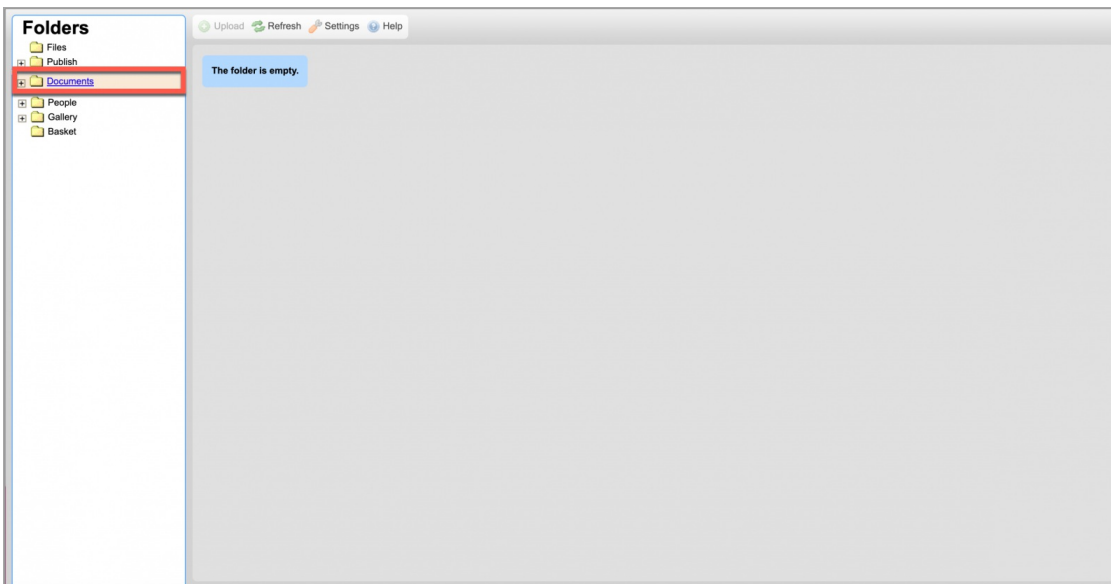 Folders
Files
Publish
Documents
People
Gallery
Basket
Upload Refresh Settings Help
The folder is empty.